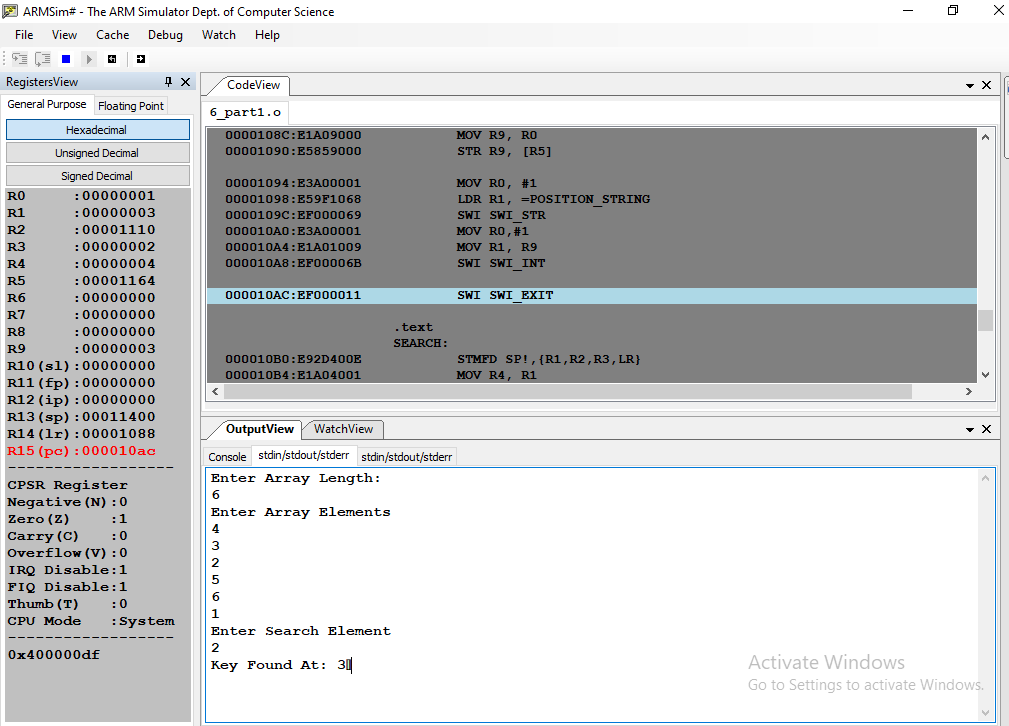 ARMSim# - The ARM Simulator Dept. of Computer Science
File View Cache Debug Watch Help
RegistersView
General Purpose Floating Point
Hexadecimal
Unsigned Decimal
Signed Decimal
R0 :00000001
R1 :00000003
R2 :00001110
R3 :00000002
R4 :00000004
R5 :00001164
R6 :00000000
R7 :00000000
R8 :00000000
R9 :00000003
R10(sl):00000000
R11(fp):00000000
R12(ip):00000000
R13(sp):00011400
R14(lr):00001088
R15(pc):000010ac
--------------------
CPSR Register
Negative(N):0
Zero(Z) :1
Carry(C) :0
Overflow(V):0
IRQ Disable:1
FIQ Disable:1
Thumb(T) :0
CPU Mode :System
--------------------
0x400000df
CodeView
6_part1.o
0000108C:E1A09000 MOV R9, R0
00001090:E5859000 STR R9, [R5]
00001094:E3A00001 MOV R0, #1
00001098:E59F1068 LDR R1, =POSITION_STRING
0000109C:EF000069 SWI SWI_STR
000010A0:E3A00001 MOV R0,#1
000010A4:E1A01009 MOV R1, R9
000010A8:EF00006B SWI SWI_INT
000010AC:EF000011 SWI SWI_EXIT
.text
SEARCH:
000010B0:E92D400E STMFD SP!,{R1,R2,R3,LR}
000010B4:E1A04001 MOV R4, R1
OutputView WatchView
Console stdin/stdout/stderr stdin/stdout/stderr
Enter Array Length:
6
Enter Array Elements
4
3
2
5
6
1
Enter Search Element
2
Key Found At: 3
Activate Windows
Go to Settings to activate Windows.